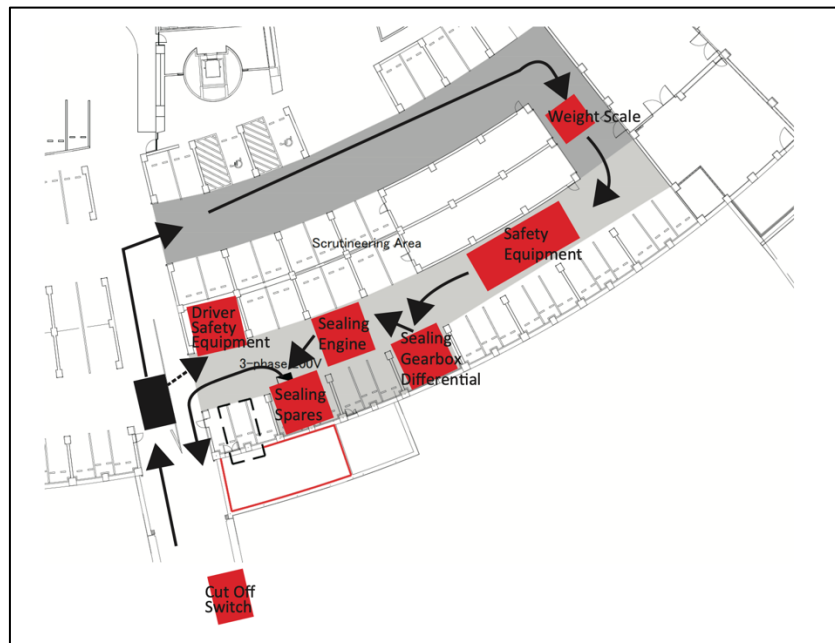 Weight Scale
Scrutineering Area
Safety
Equipment
Driver
Safety
Equipment
Sealing
Engine
Sealing
Gearbox
Differential
3-phase 200V
Sealing
Spares
Cut Off
Switch